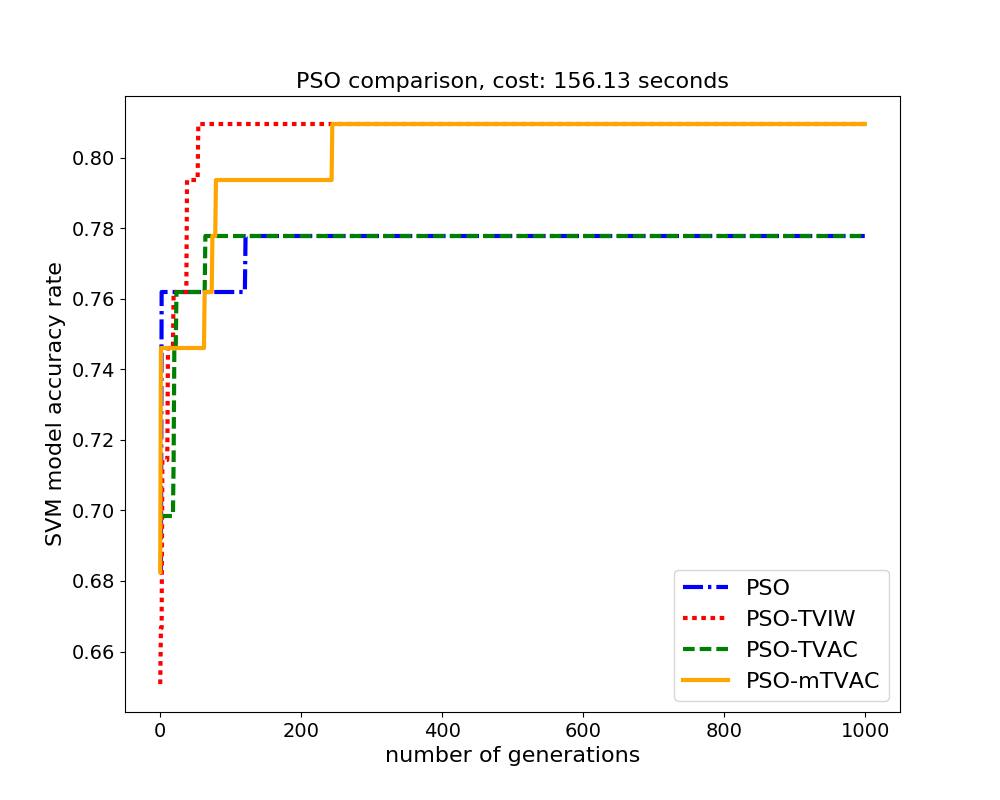 PSO comparison, cost: 156.13 seconds
SVM model accuracy rate
0.80
0.78
0.76
0.74
0.72
0.70
0.68
0.66
0 200 400 600 800 1000
number of generations
PSO
PSO-TVIW
PSO-TVAC
PSO-mTVAC